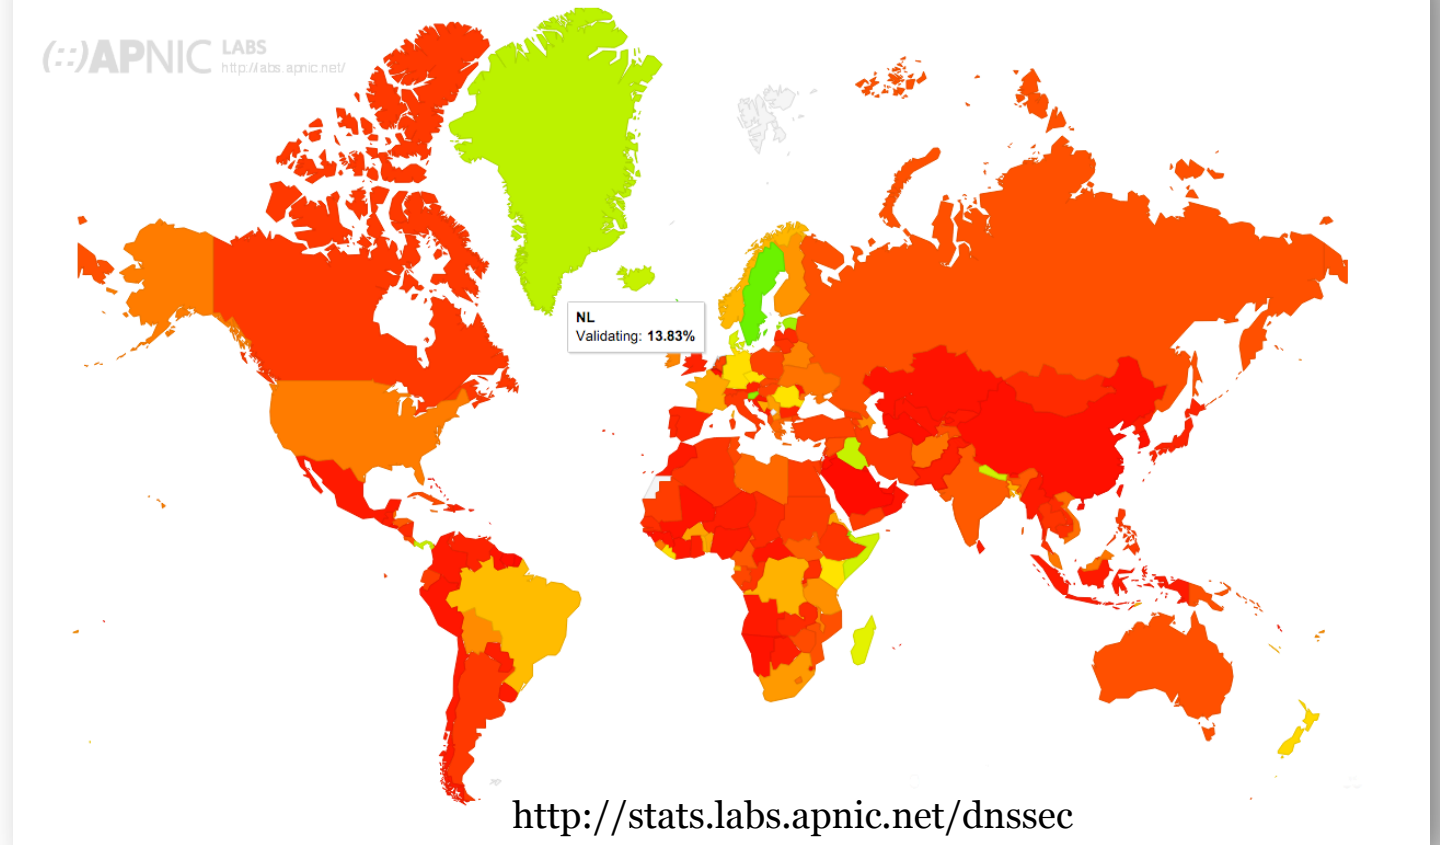 (::)APNIC LABS
http://labs.apnic.net/
NL
Validating: 13.83%
http://stats.labs.apnic.net/dnssec